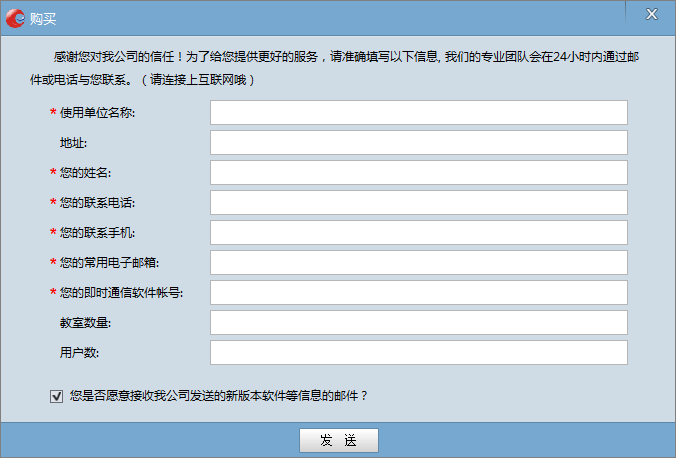 购买
感谢您对我公司的信任！为了给您提供更好的服务，请准确填写以下信息, 我们的专业团队会在24小时内通过邮
件或电话与您联系。（请连接上互联网哦）
* 使用单位名称:
地址:
* 您的姓名:
* 您的联系电话:
* 您的联系手机:
* 您的常用电子邮箱:
* 您的即时通信软件帐号:
教室数量:
用户数:
您是否愿意接收我公司发送的新版本软件等信息的邮件？
发 送